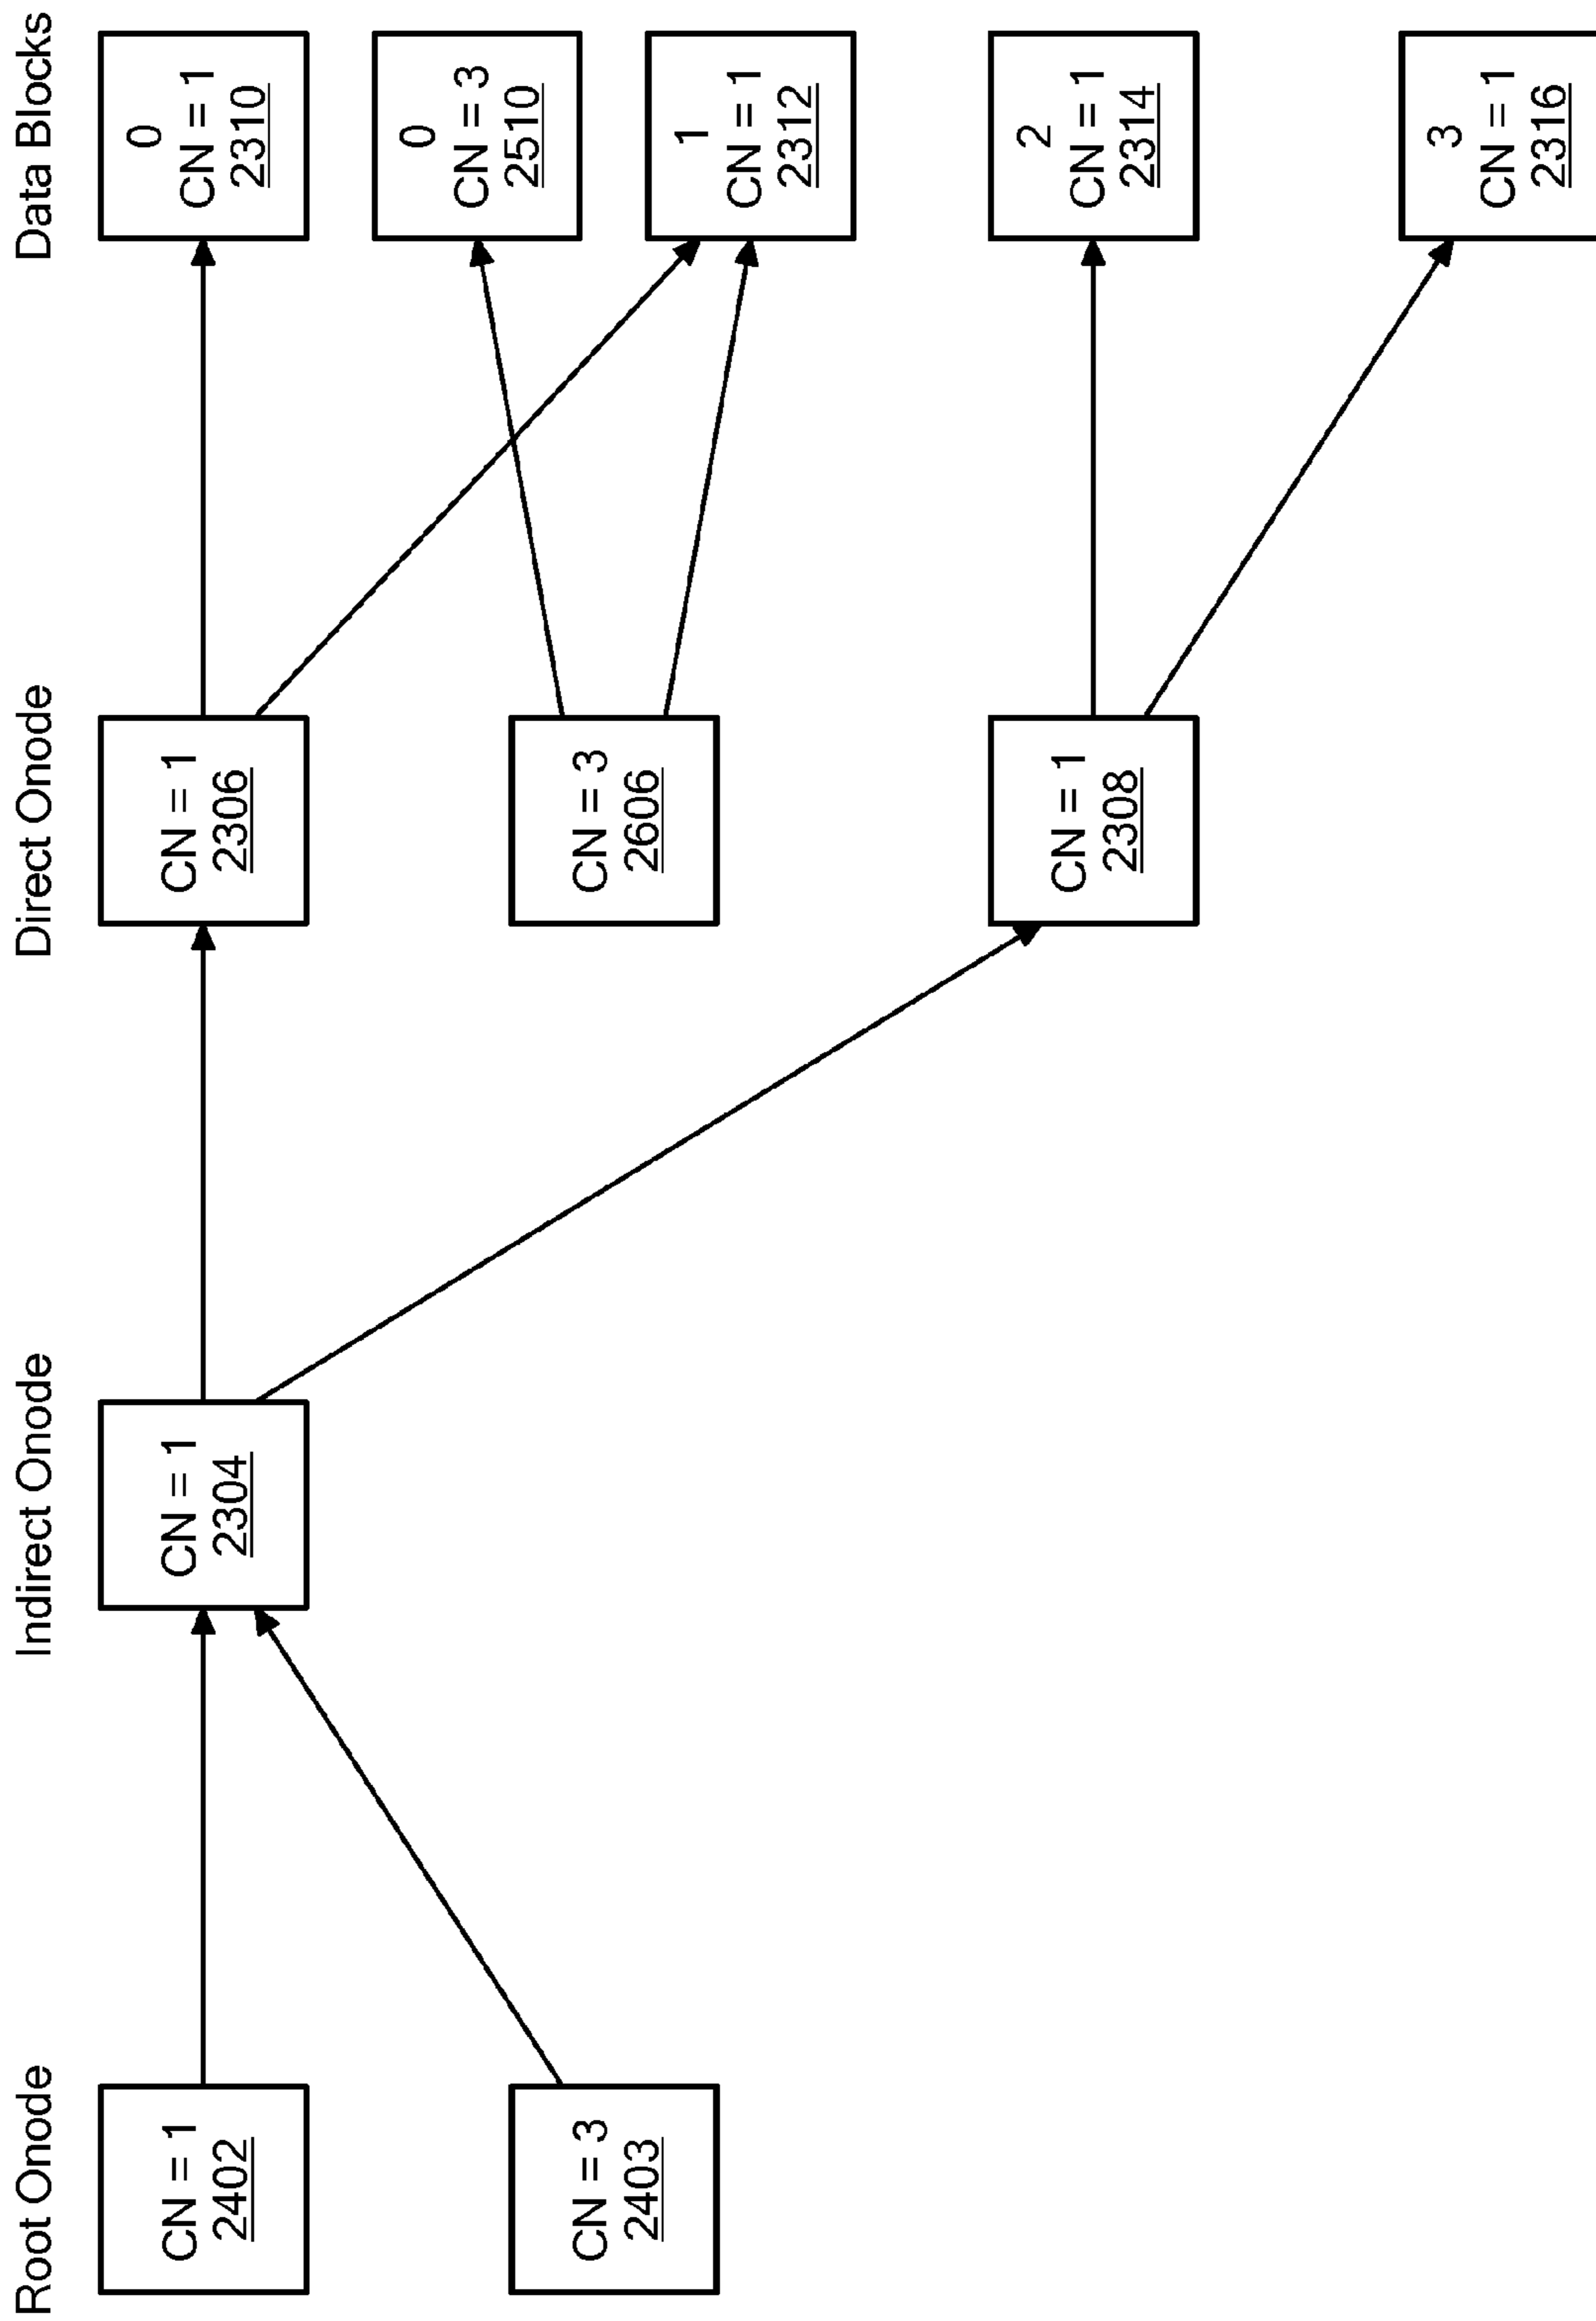 Root Onode
Indirect Onode
Direct Onode
Data Blocks
CN = 1
2402
CN = 1
2304
CN = 1
2306
0
CN = 1
2310
0
CN = 3
2510
CN = 3
2403
CN = 3
2606
1
CN = 1
2312
CN = 1
2308
2
CN = 1
2314
3
CN = 1
2316